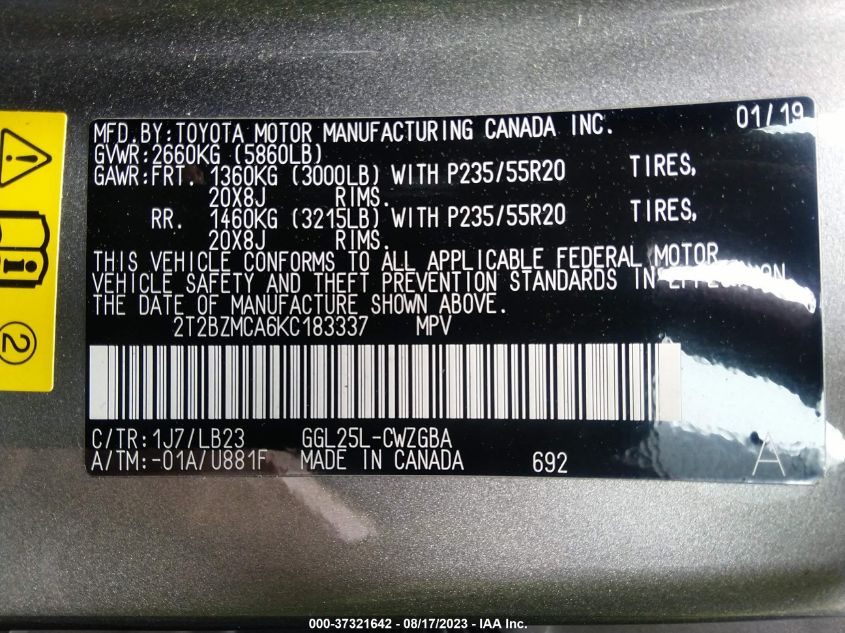 MFD. BY: TOYOTA MOTOR MANUFACTURING CANADA INC. 01/19
GVWR: 2660KG (5860LB)
GAWR: FRT. 1360KG (3000LB) WITH P235/55R20 TIRES,
20X8J RIMS.
RR. 1460KG (3215LB) WITH P235/55R20 TIRES,
20X8J RIMS.
THIS VEHICLE CONFORMS TO ALL APPLICABLE FEDERAL MOTOR
VEHICLE SAFETY AND THEFT PREVENTION STANDARDS IN EFFECT ON
THE DATE OF MANUFACTURE SHOWN ABOVE.
2T2BZMCA6KC183337 MPV
C/TR: 1J7/LB23 GGL25L-CWZGBA
A/TM: -01A/U881F MADE IN CANADA 692 A
2
000-37321642 - 08/17/2023 - IAA Inc.